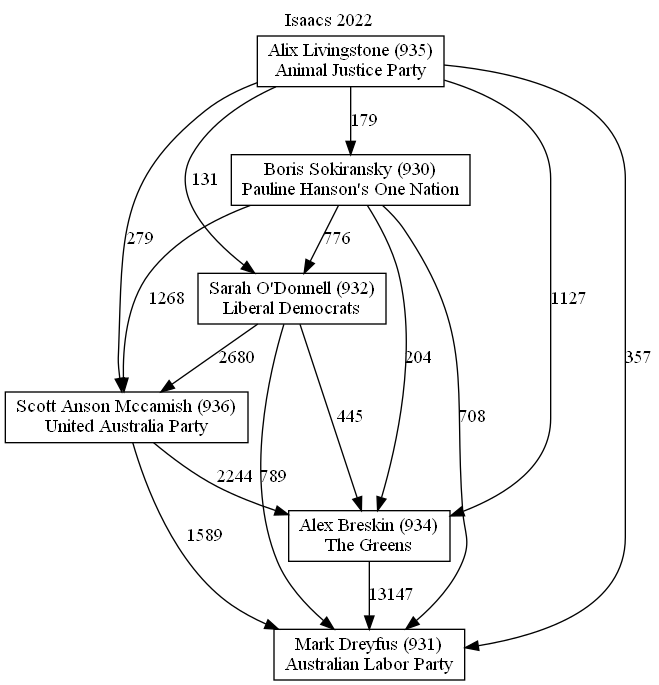 Isaacs 2022
Alix Livingstone (935)
Animal Justice Party
179
Boris Sokiransky (930)
Pauline Hanson's One Nation
131
279
776
Sarah O'Donnell (932)
Liberal Democrats
1268
1127
2680
204
357
Scott Anson Mccamish (936)
United Australia Party
445
708
2244
789
Alex Breskin (934)
The Greens
1589
13147
Mark Dreyfus (931)
Australian Labor Party